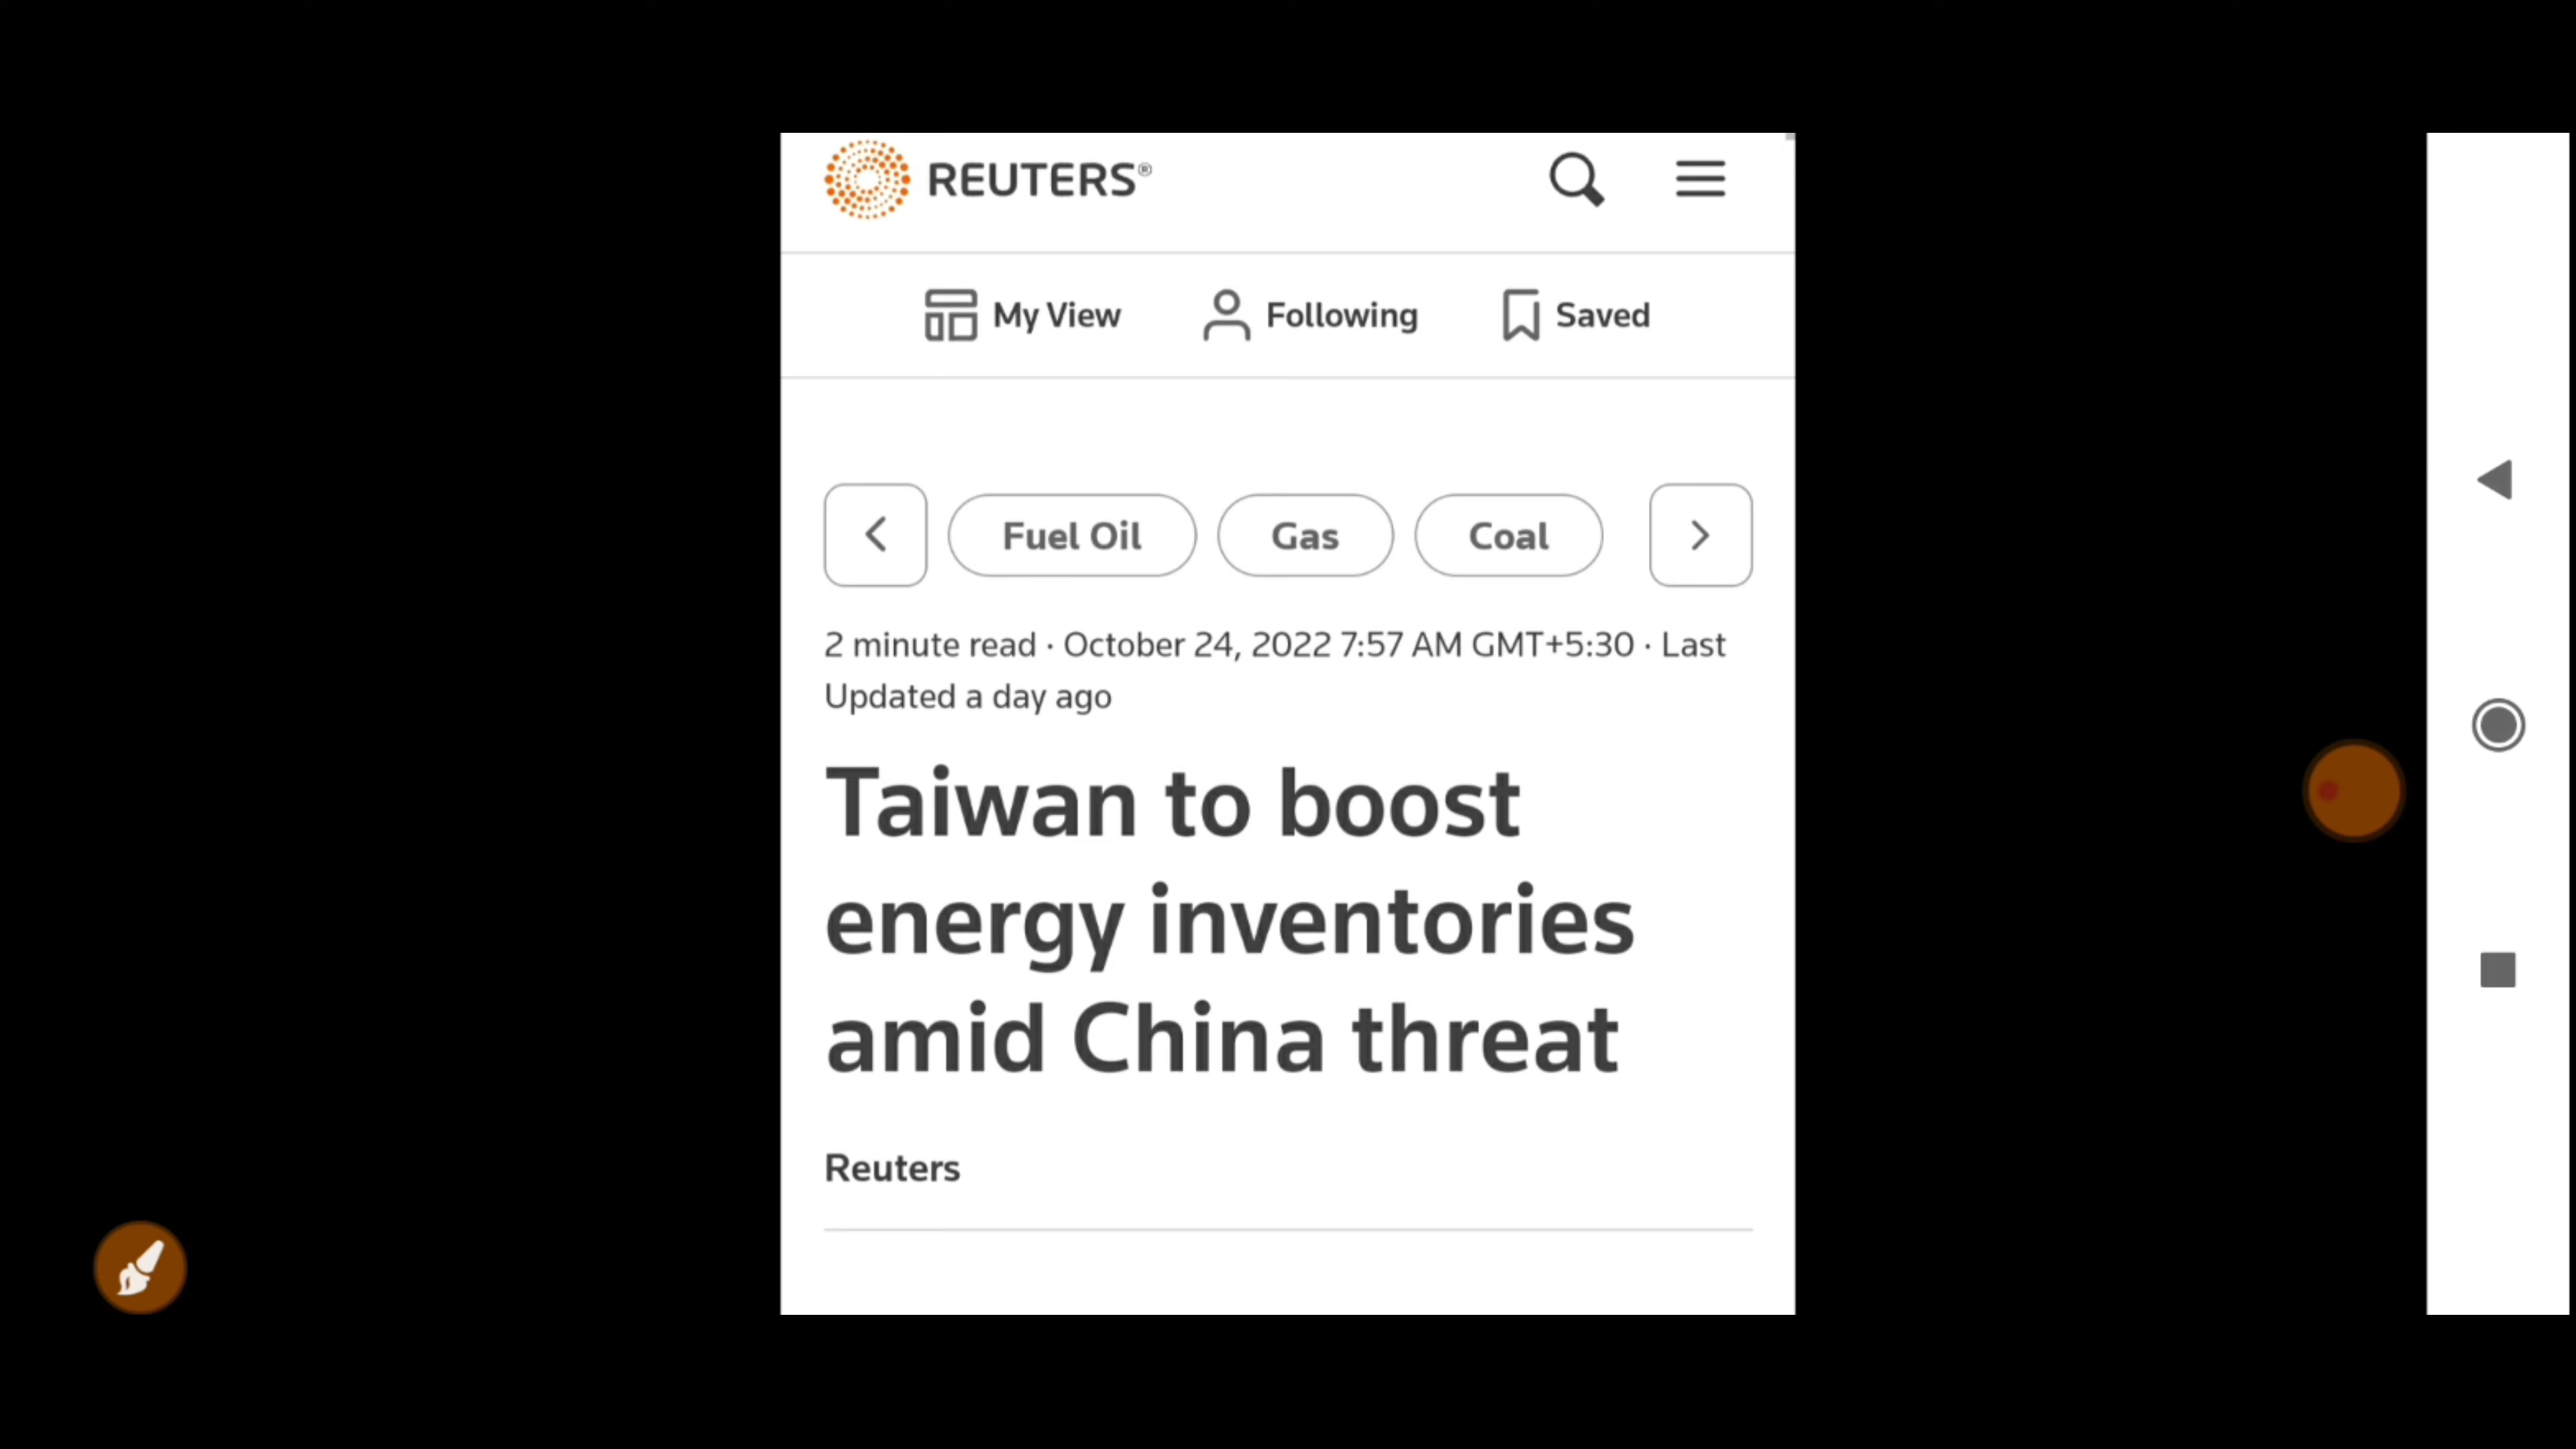 REUTERS®
My View Following Saved
Fuel Oil Gas Coal
2 minute read · October 24, 2022 7:57 AM GMT+5:30 · Last
Updated a day ago
Taiwan to boost
energy inventories
amid China threat
Reuters